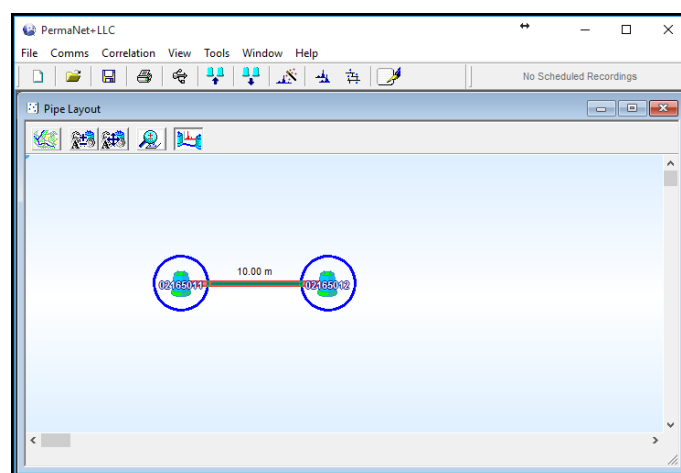 PermaNet+LLC
File Comms Correlation View Tools Window Help
No Scheduled Recordings
Pipe Layout
10.00 m
02165011 02165012